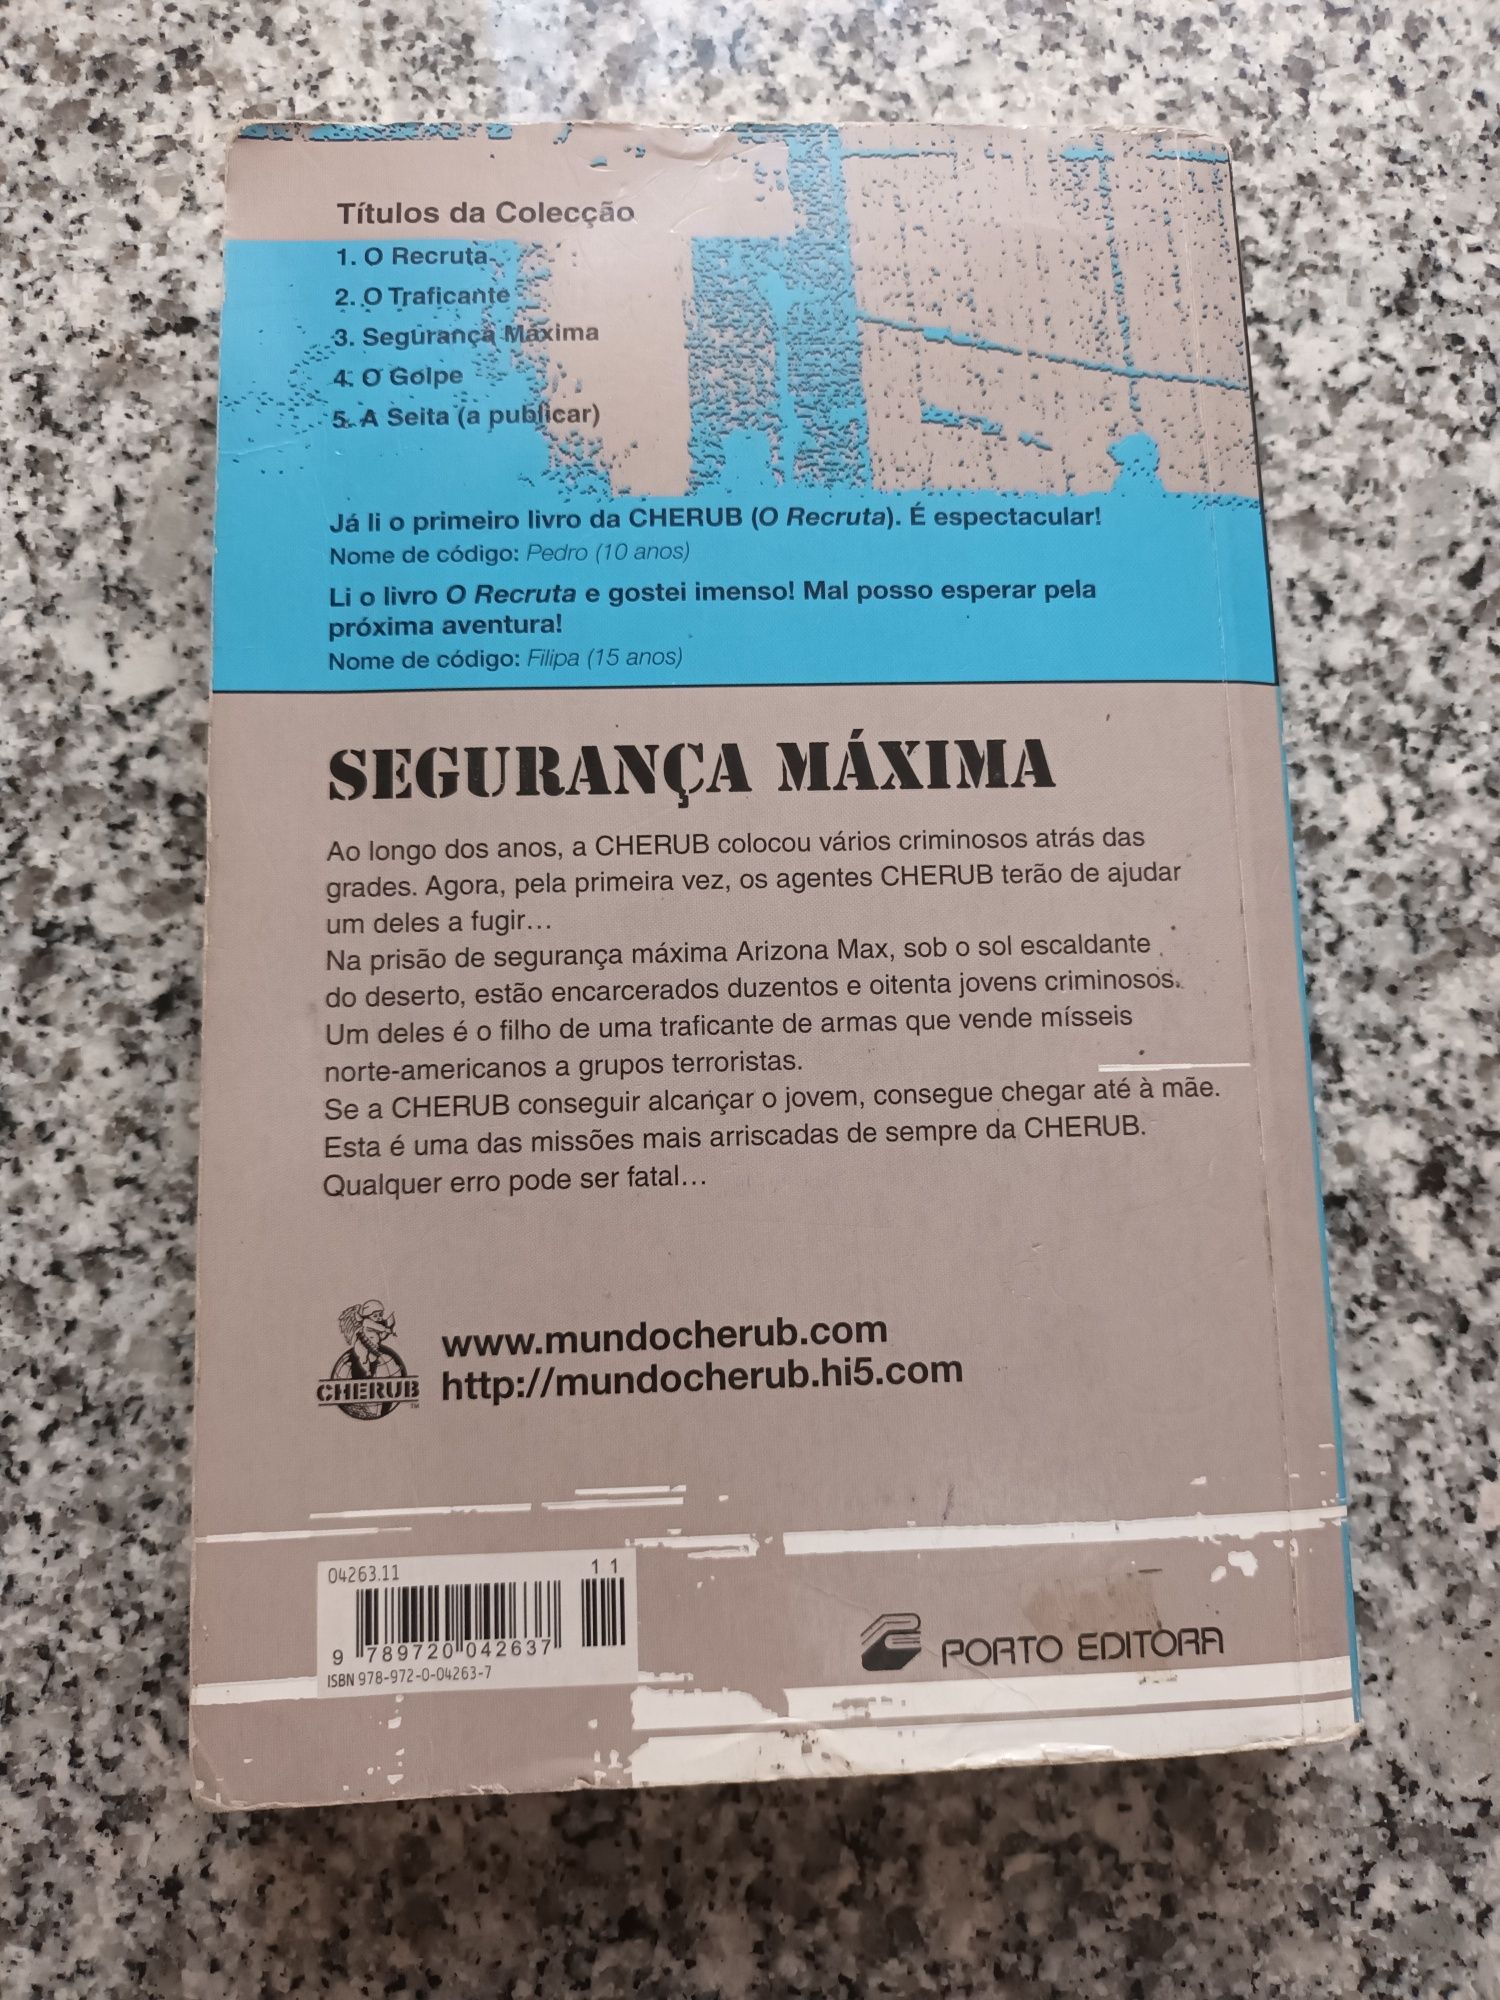 Títulos da Colecção
1. O Recruta
2. O Traficante
3. Segurança Máxima
4. O Golpe
5. A Seita (a publicar)
Já li o primeiro livro da CHERUB (O Recruta). É espectacular!
Nome de código: Pedro (10 anos)
Li o livro O Recruta e gostei imenso! Mal posso esperar pela
próxima aventura!
Nome de código: Filipa (15 anos)
SEGURANÇA MÁXIMA
Ao longo dos anos, a CHERUB colocou vários criminosos atrás das
grades. Agora, pela primeira vez, os agentes CHERUB terão de ajudar
um deles a fugir...
Na prisão de segurança máxima Arizona Max, sob o sol escaldante
do deserto, estão encarcerados duzentos e oitenta jovens criminosos.
Um deles é o filho de uma traficante de armas que vende mísseis
norte-americanos a grupos terroristas.
Se a CHERUB conseguir alcançar o jovem, consegue chegar até à mãe.
Esta é uma das missões mais arriscadas de sempre da CHERUB.
Qualquer erro pode ser fatal...
www.mundocherub.com
http://mundocherub.hi5.com
CHERUB
TM
04263.11
1 1
9 789720 042637
ISBN 978-972-0-04263-7
PORTO EDITORA